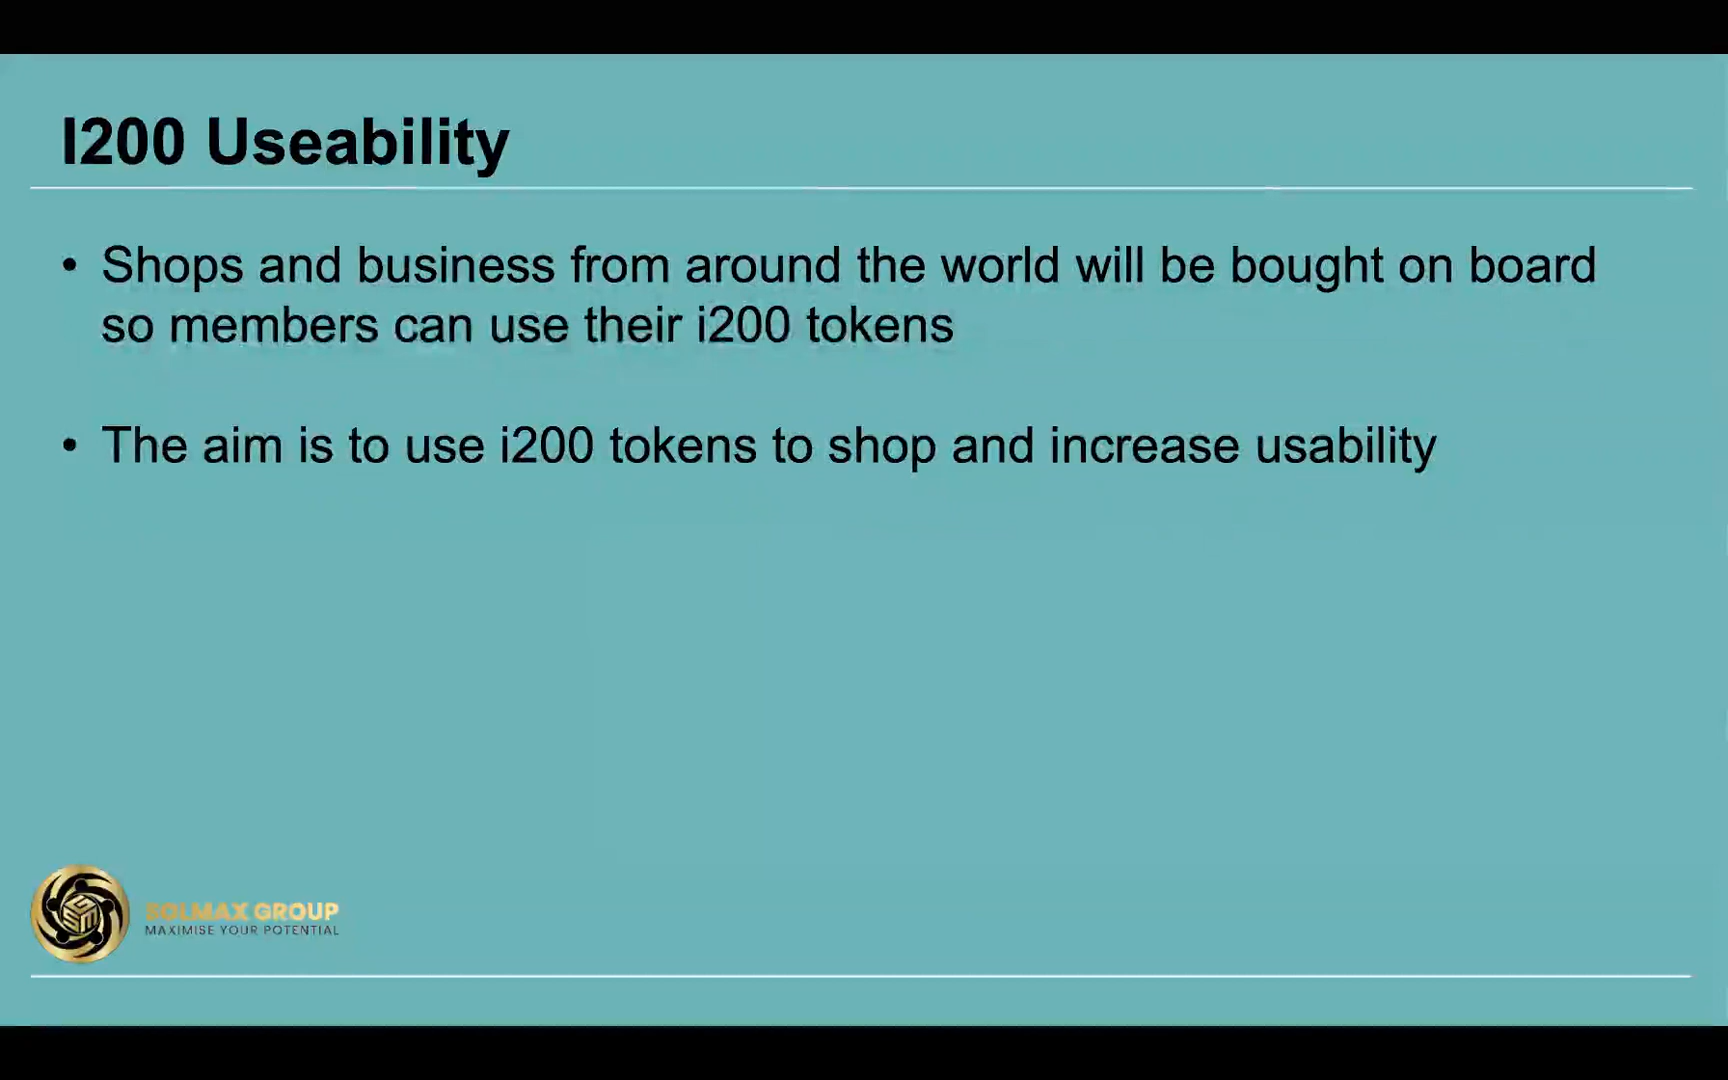 I200 Useability
• Shops and business from around the world will be bought on board
so members can use their i200 tokens
• The aim is to use i200 tokens to shop and increase usability
SOLMAX GROUP
MAXIMISE YOUR POTENTIAL